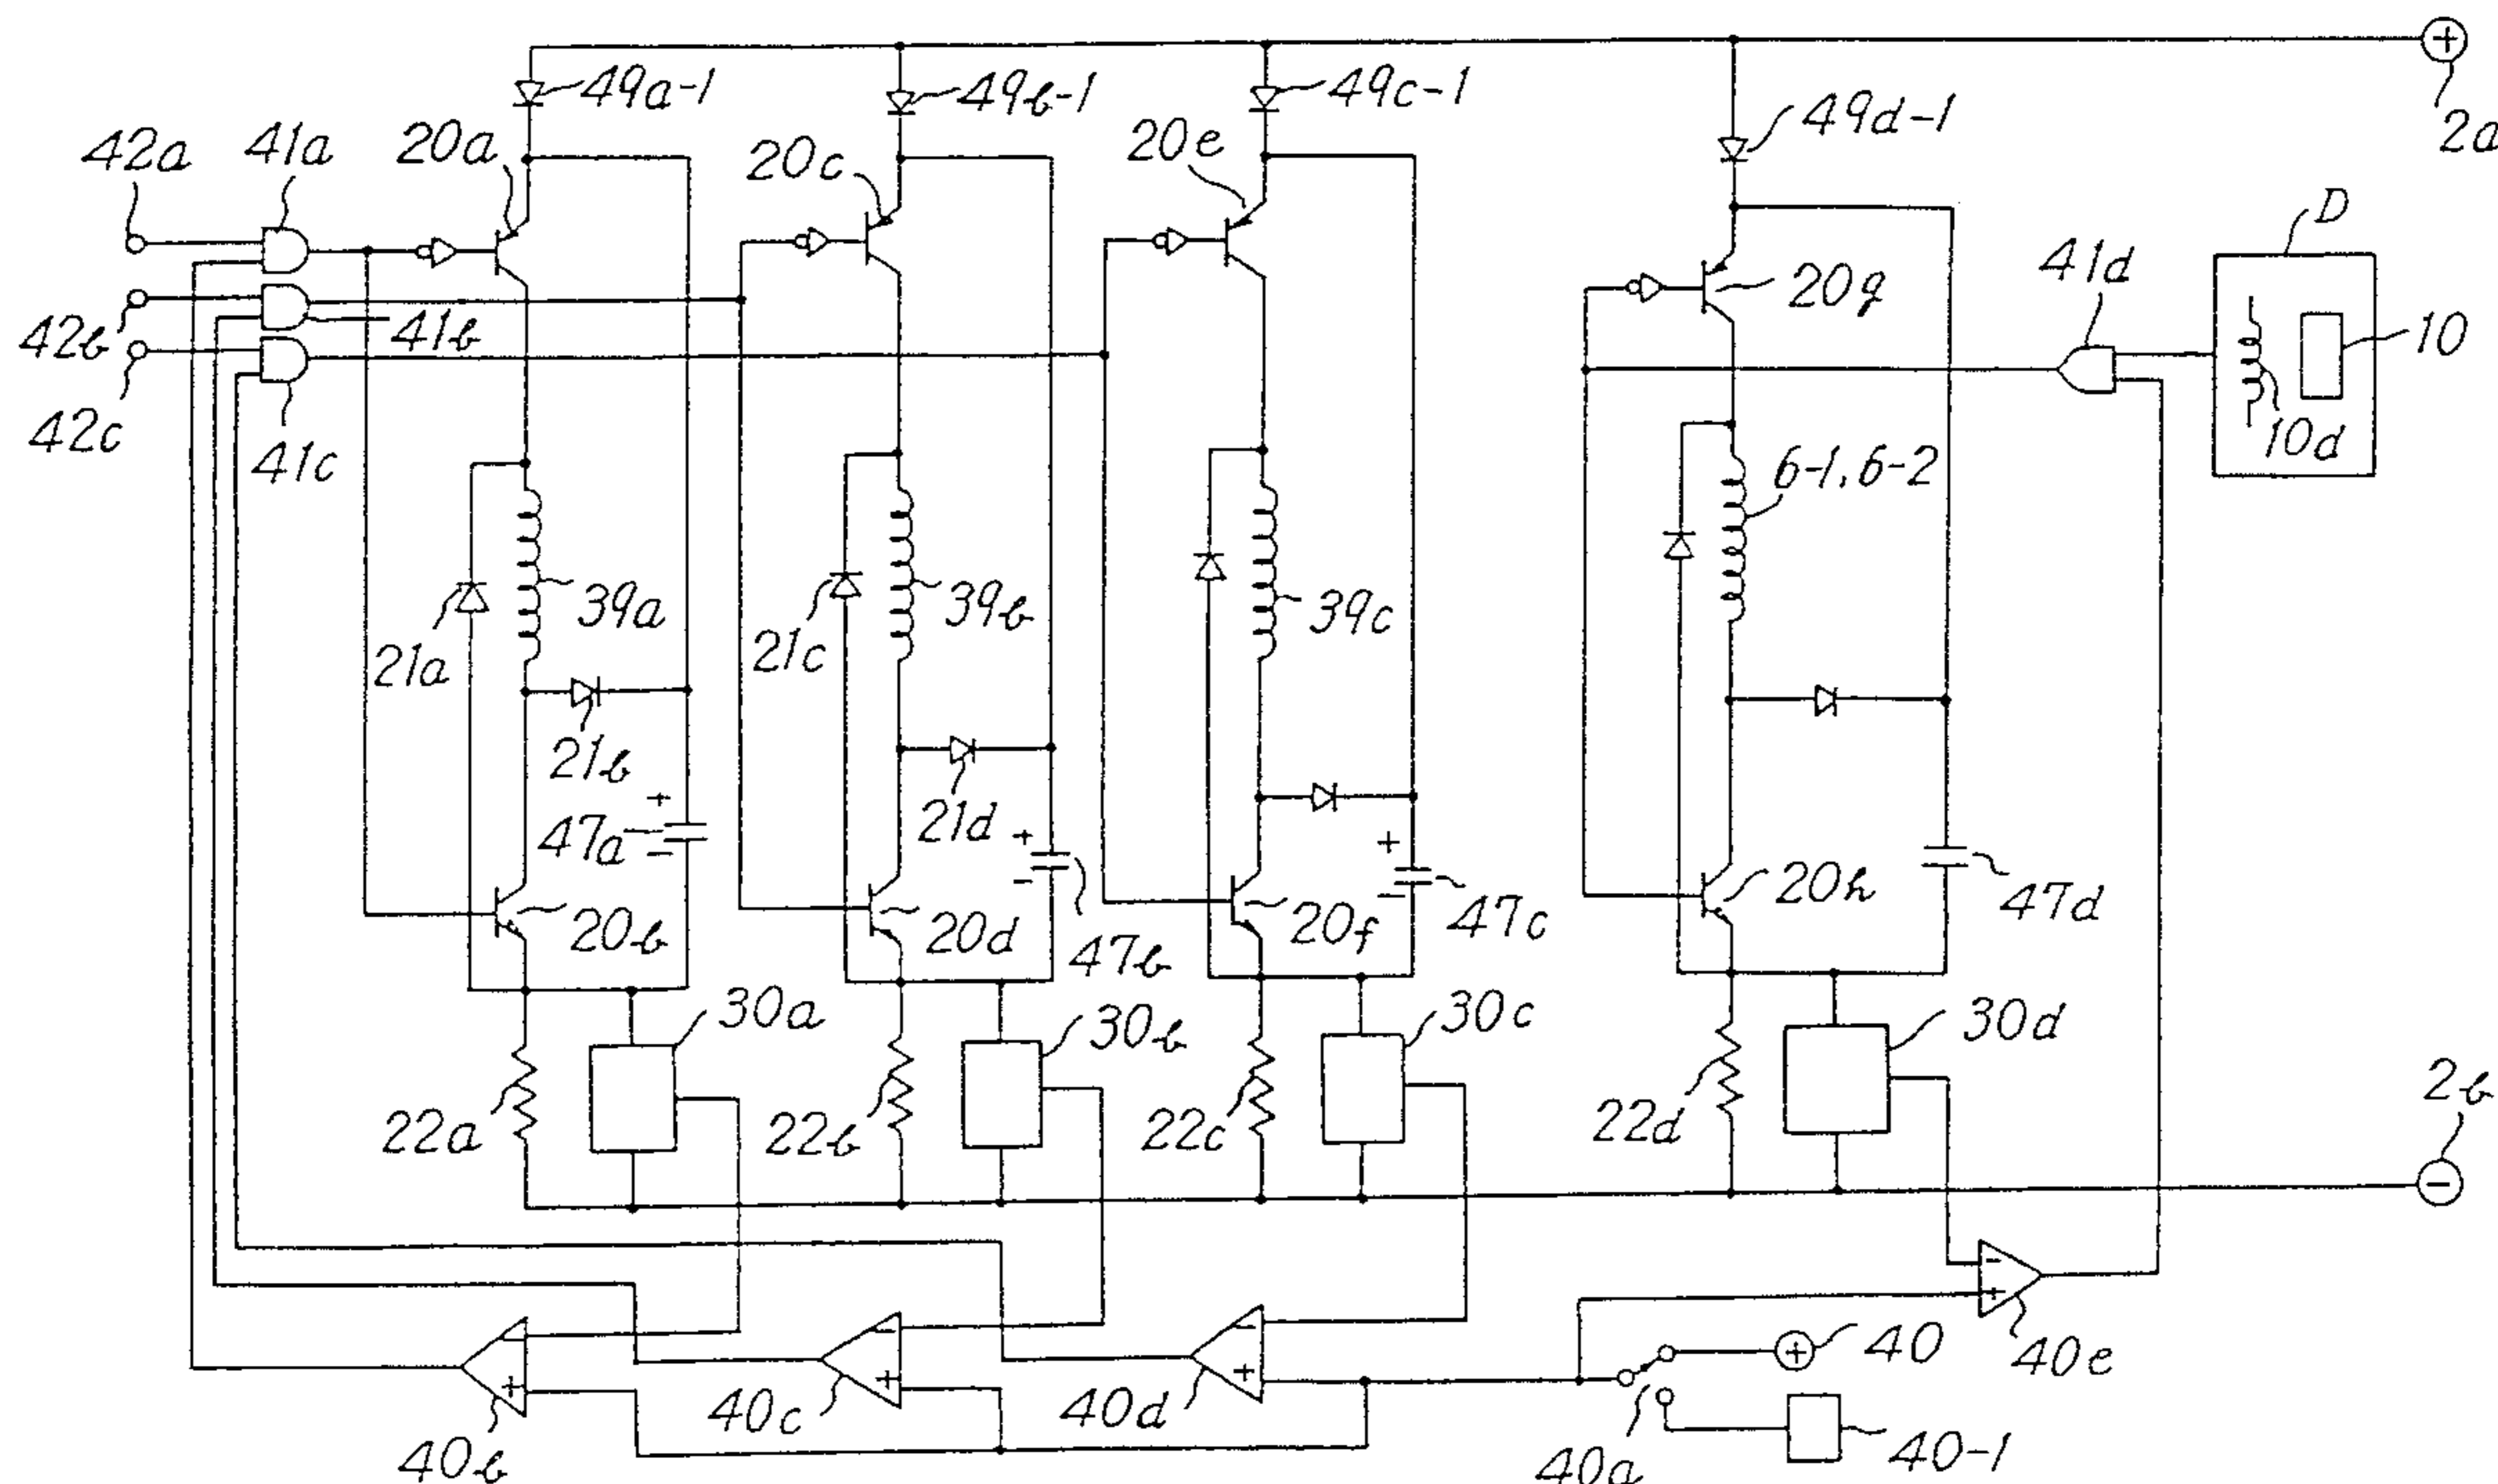 49a-1
49b-1
49c-1
49d-1
+
2a
42a
41a
20a
20c
20e
D
41d
20g
10
42b
41b
42c
41c
10d
6-1, 6-2
39a
39b
39c
21a
21c
21b
21d
+
47a
−
+
−
+
−
20b
20d
47b
20f
47c
20h
47d
30a
30b
30c
30d
22a
22b
22c
22d
2b
−
−
+
40b
−
+
40c
−
+
40d
−
+
40e
+
40
40a
40-1